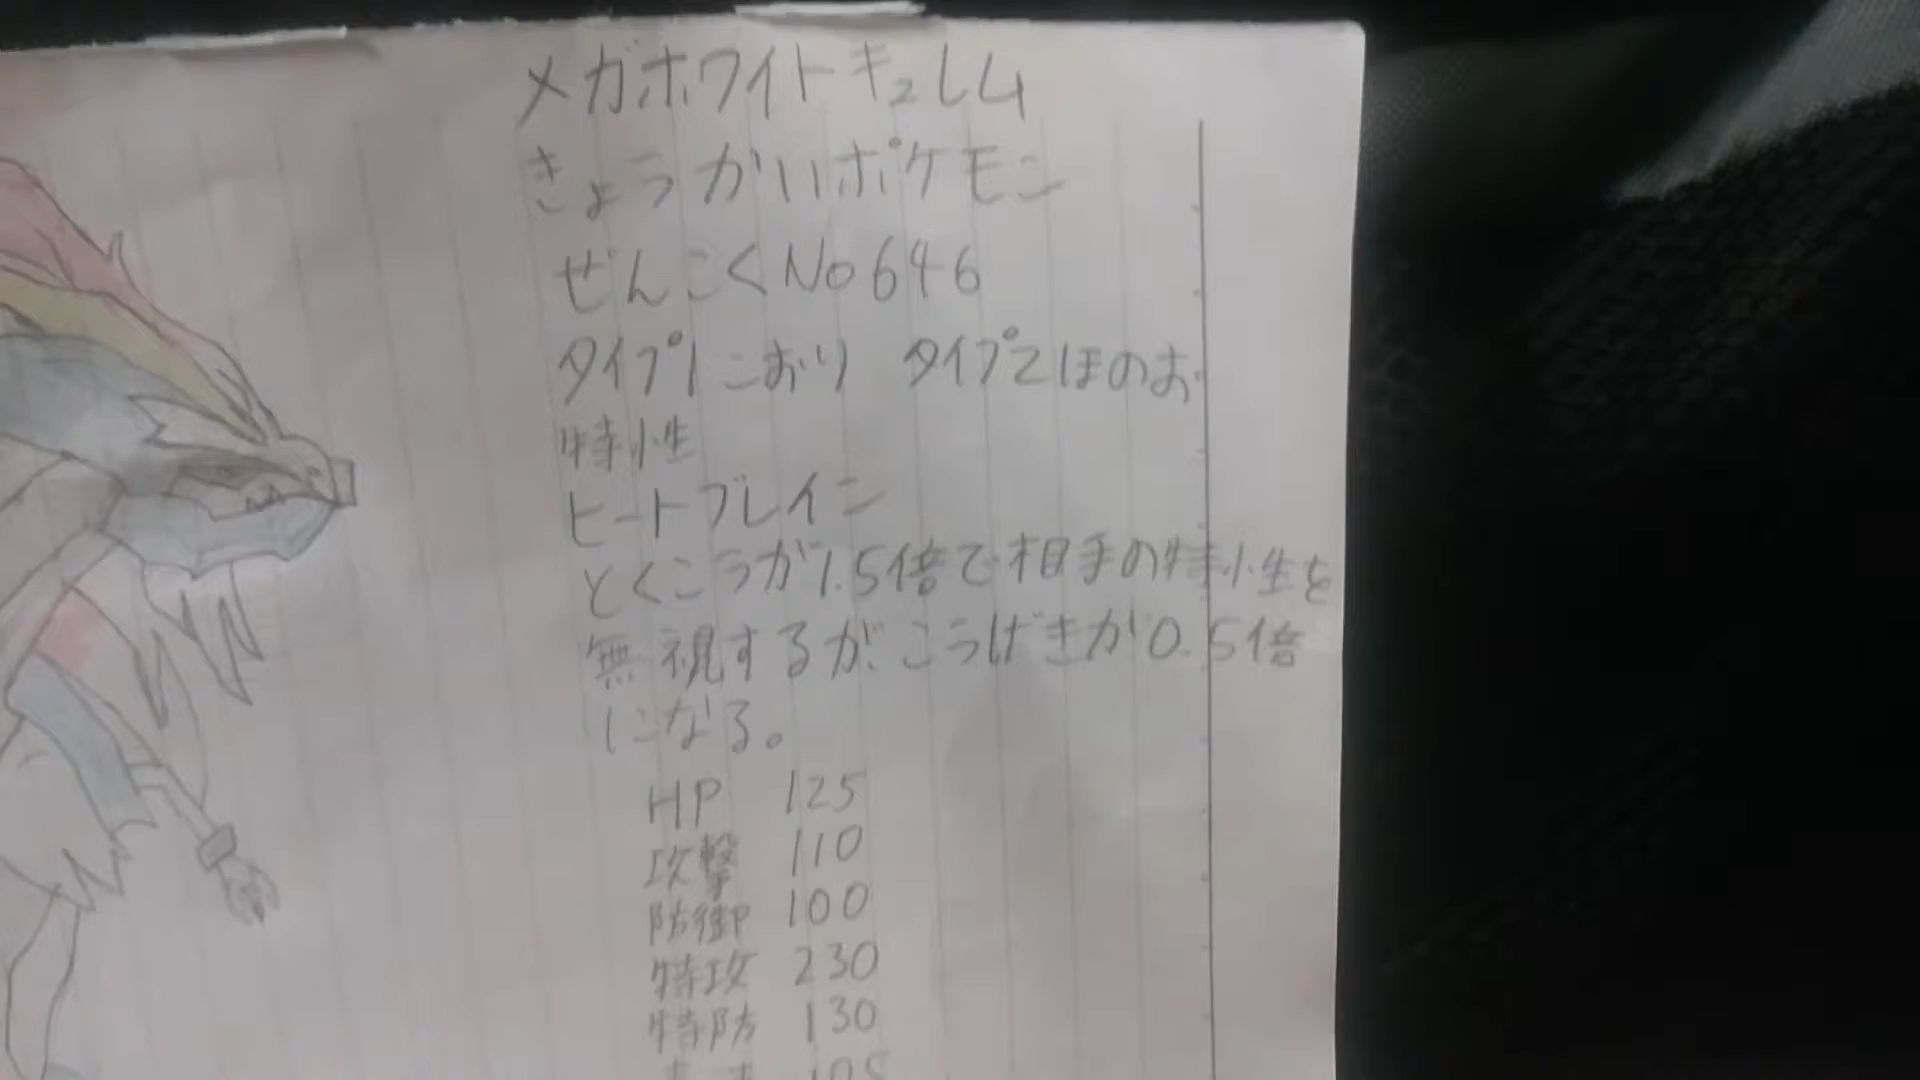 メガホワイトキュレム
きょうかいポケモン
ぜんこくNo646
タイプ1こおり タイプ2ほのお
特性
ヒートブレイン
とくこうが1.5倍で相手の特性を
無視するが、こうげきが0.5倍
になる。
HP 125
攻撃 110
防御 100
特攻 230
特防 130
105